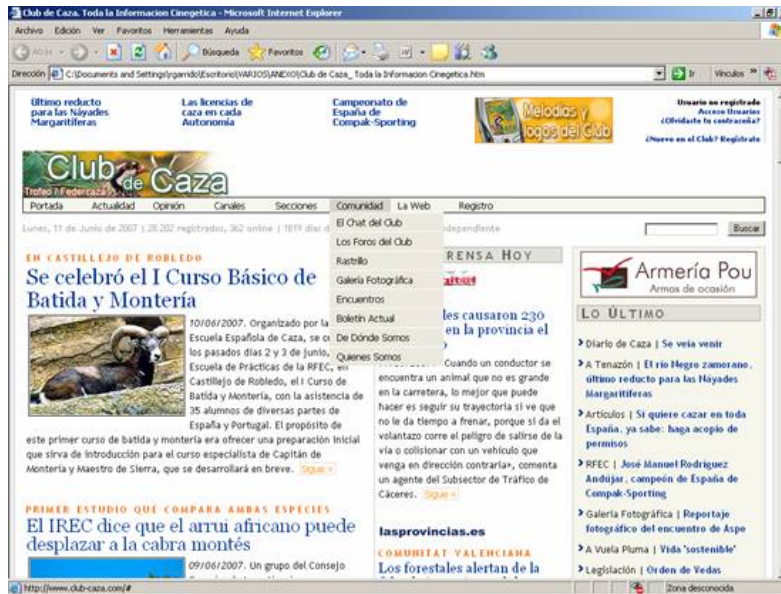 Club de Caza. Toda la Informacion Cinegetica - Microsoft Internet Explorer
Archivo Edición Ver Favoritos Herramientas Ayuda
Atrás Búsqueda Favoritos
Dirección C:\Documents and Settings\rgarrido\Escritorio\VARIOS\ANEXO\Club de Caza_ Toda la Informacion Cinegetica.htm Ir Vínculos
Último reducto para las Náyades Margaritíferas
Las licencias de caza en cada Autonomía
Campeonato de España de Compak-Sporting
Melodías y logos del Club
Usuario no registrado
Acceso Usuarios
¿Olvidaste tu contraseña?
¿Nuevo en el Club? Regístrate
Club de Caza
Trofeo / Federcaza
Portada Actualidad Opinión Canales Secciones Comunidad La Web Registro
Lunes, 11 de Junio de 2007 | 28.202 registrados, 362 online | 1819 días d
ependiente
Buscar
El Chat del Club
Los Foros del Club
Rastrillo
Galería Fotográfica
Encuentros
Boletín Actual
De Dónde Somos
Quienes Somos
EN CASTILLEJO DE ROBLEDO
Se celebró el I Curso Básico de
Batida y Montería
10/06/2007. Organizado por la
Escuela Española de Caza, se c
los pasados días 2 y 3 de junio,
Escuela de Prácticas de la RFEC, en
Castillejo de Robledo, el I Curso de
Batida y Montería, con la asistencia de
35 alumnos de diversas partes de
España y Portugal. El propósito de
este primer curso de batida y montería era ofrecer una preparación inicial
que sirva de introducción para el curso especialista de Capitán de
Montería y Maestro de Sierra, que se desarrollará en breve. Sigue »
PRIMER ESTUDIO QUE COMPARA AMBAS ESPECIES
El IREC dice que el arrui africano puede
desplazar a la cabra montés
09/06/2007. Un grupo del Consejo
RENSA HOY
les causaron 230
en la provincia el
Cuando un conductor se
encuentra un animal que no es grande
en la carretera, lo mejor que puede
hacer es seguir su trayectoria si ve que
no le da tiempo a frenar, porque si da el
volantazo corre el peligro de salirse de la
vía o colisionar con un vehículo que
venga en dirección contraria», comenta
un agente del Subsector de Tráfico de
Cáceres. Sigue »
lasprovincias.es
COMUNITAT VALENCIANA
Los forestales alertan de la
Armería Pou
Armas de ocasión
LO ÚLTIMO
Diario de Caza | Se veía venir
A Tenazón | El río Negro zamorano,
último reducto para las Náyades
Margaritíferas
Artículos | Si quiere cazar en toda
España, ya sabe: haga acopio de
permisos
RFEC | José Manuel Rodríguez
Andújar, campeón de España de
Compak-Sporting
Galería Fotográfica | Reportaje
fotográfico del encuentro de Aspe
A Vuela Pluma | Vida 'sostenible'
Legislación | Orden de Vedas
http://www.club-caza.com/# Zona desconocida